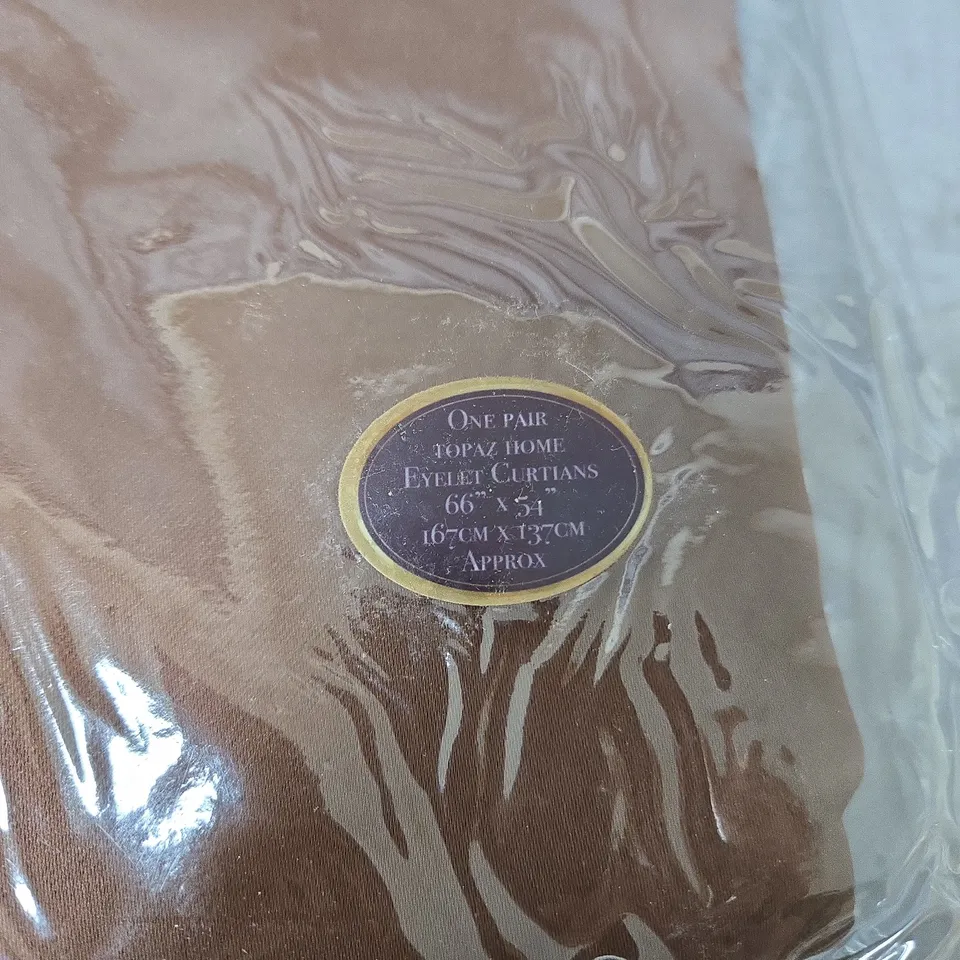 One pair
topaz home
Eyelet Curtians
66" x 54"
167cm x 137cm
Approx